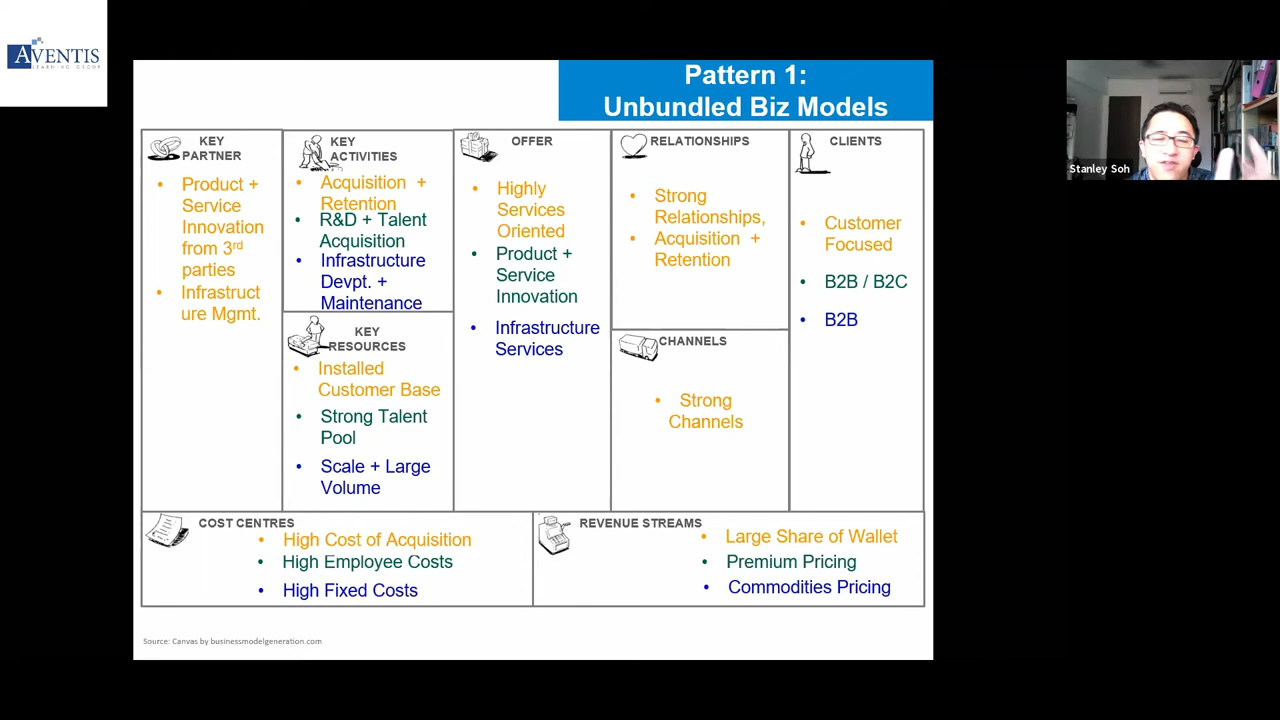 AVENTIS
LEARNING GROUP
Pattern 1:
Unbundled Biz Models
KEY
PARTNER
• Product +
Service
Innovation
from 3rd
parties
• Infrastruct
ure Mgmt.
KEY
ACTIVITIES
• Acquisition +
Retention
• R&D + Talent
Acquisition
• Infrastructure
Devpt. +
Maintenance
KEY
RESOURCES
• Installed
Customer Base
• Strong Talent
Pool
• Scale + Large
Volume
OFFER
• Highly
Services
Oriented
• Product +
Service
Innovation
• Infrastructure
Services
RELATIONSHIPS
• Strong
Relationships,
• Acquisition +
Retention
CHANNELS
• Strong
Channels
CLIENTS
• Customer
Focused
• B2B / B2C
• B2B
COST CENTRES
• High Cost of Acquisition
• High Employee Costs
• High Fixed Costs
REVENUE STREAMS
• Large Share of Wallet
• Premium Pricing
• Commodities Pricing
Source: Canvas by businessmodelgeneration.com
Stanley Soh